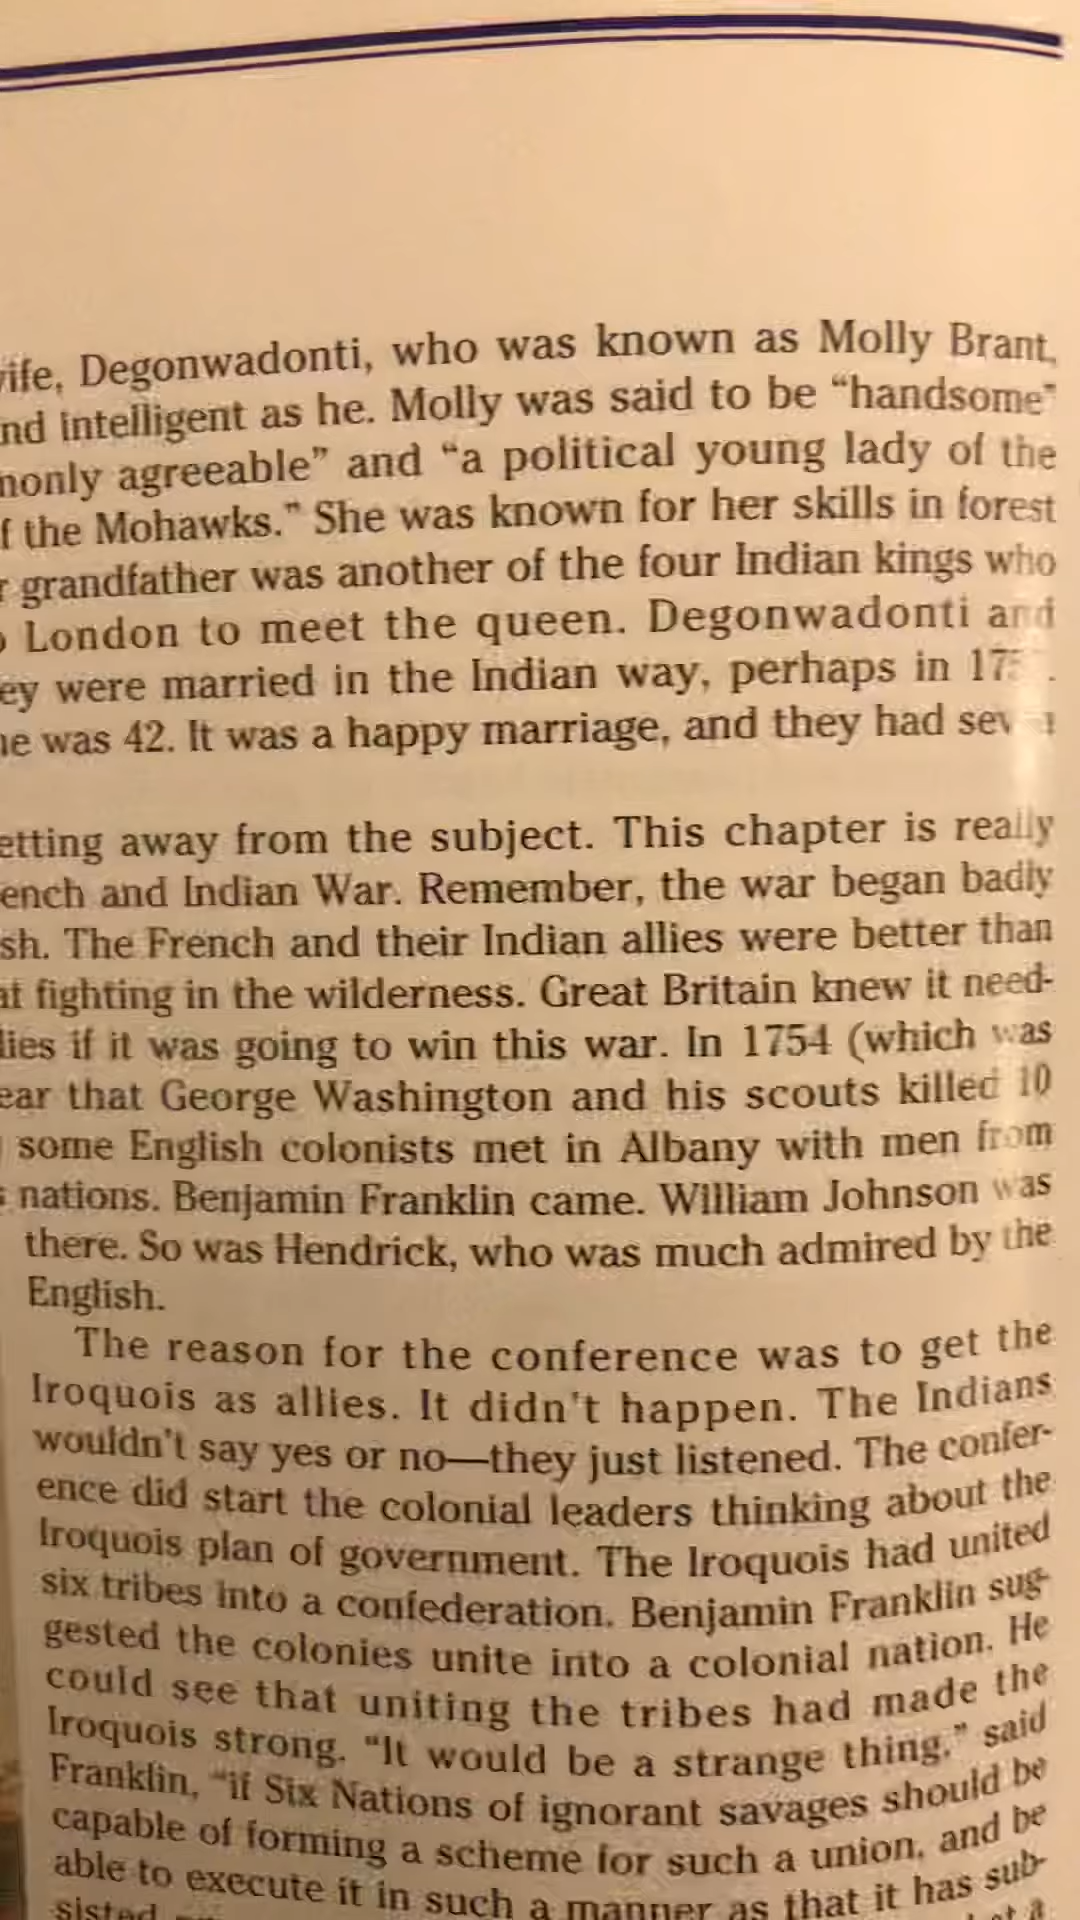 ife, Degonwadonti, who was known as Molly Brant,
nd intelligent as he. Molly was said to be “handsome”
monly agreeable” and “a political young lady of the
f the Mohawks.” She was known for her skills in forest
r grandfather was another of the four Indian kings who
London to meet the queen. Degonwadonti and
ey were married in the Indian way, perhaps in
he was 42. It was a happy marriage, and they had
etting away from the subject. This chapter is really
ench and Indian War. Remember, the war began badly
sh. The French and their Indian allies were better than
at fighting in the wilderness. Great Britain knew it need-
lies if it was going to win this war. In 1754 (which was
ear that George Washington and his scouts killed 10
some English colonists met in Albany with men from
s nations. Benjamin Franklin came. William Johnson was
there. So was Hendrick, who was much admired by the
English.
The reason for the conference was to get the
Iroquois as allies. It didn't happen. The Indians
wouldn't say yes or no—they just listened. The confer-
ence did start the colonial leaders thinking about the
Iroquois plan of government. The Iroquois had united
six tribes into a confederation. Benjamin Franklin sug-
gested the colonies unite into a colonial nation. He
could see that uniting the tribes had made the
Iroquois strong. “It would be a strange thing,” said
Franklin, “if Six Nations of ignorant savages should be
capable of forming a scheme for such a union, and be
able to execute it in such a manner as that it has sub-
sisted